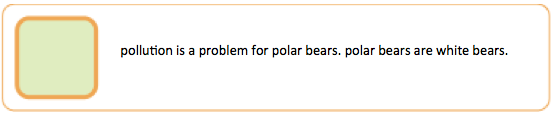 pollution is a problem for polar bears. polar bears are white bears.